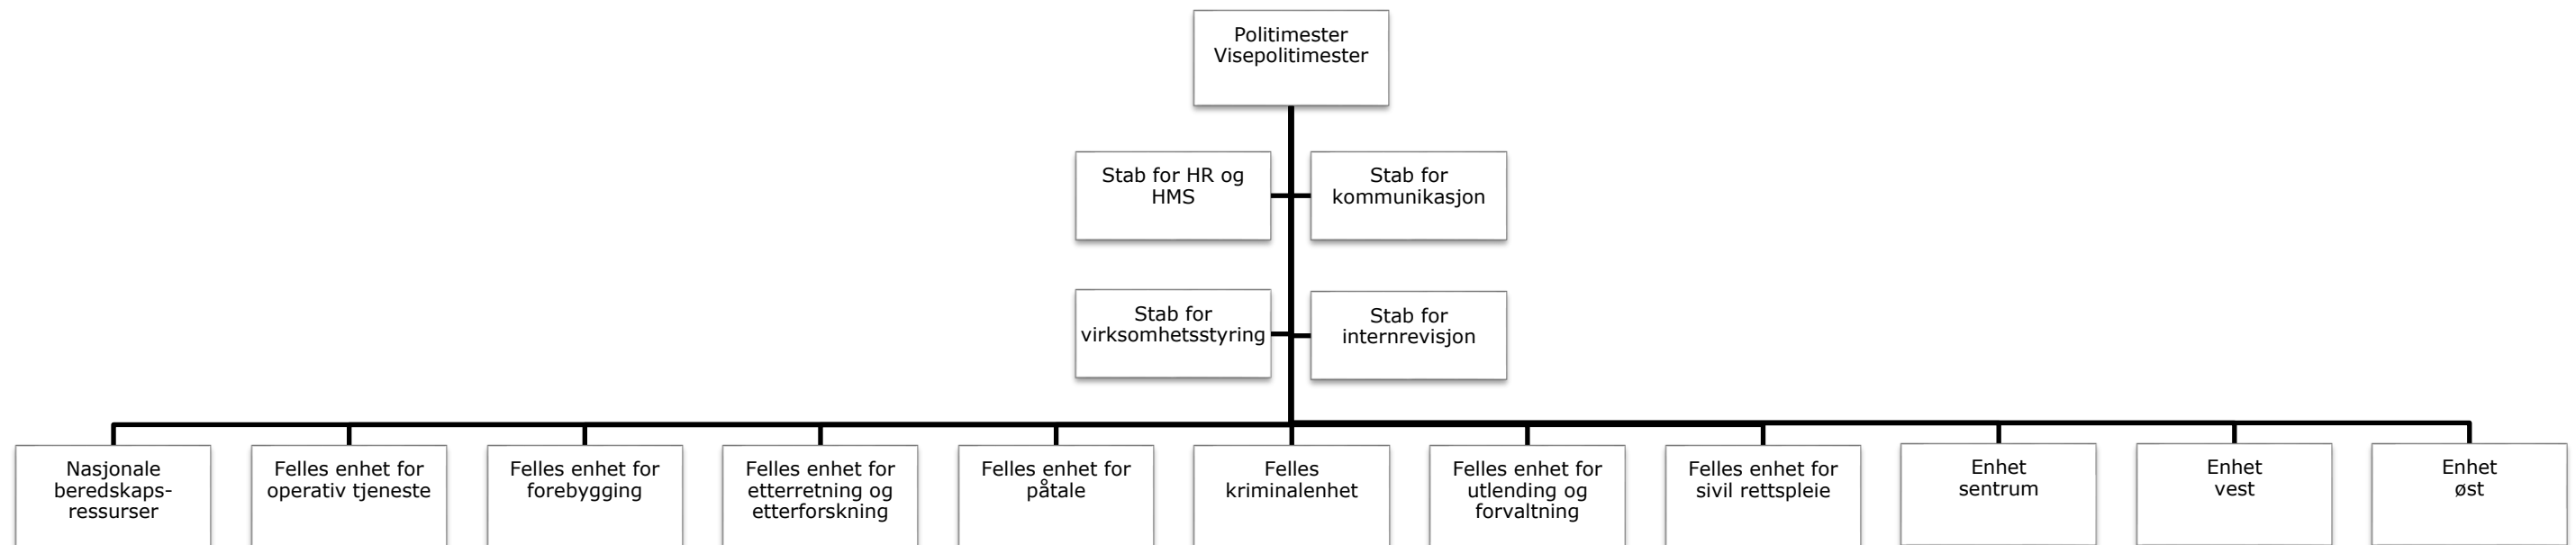 Politimester
Visepolitimester
Stab for HR og
HMS
Stab for
kommunikasjon
Stab for
virksomhetsstyring
Stab for
internrevisjon
Nasjonale
beredskaps-
ressurser
Felles enhet for
operativ tjeneste
Felles enhet for
forebygging
Felles enhet for
etterretning og
etterforskning
Felles enhet for
påtale
Felles
kriminalenhet
Felles enhet for
utlending og
forvaltning
Felles enhet for
sivil rettspleie
Enhet
sentrum
Enhet
vest
Enhet
øst